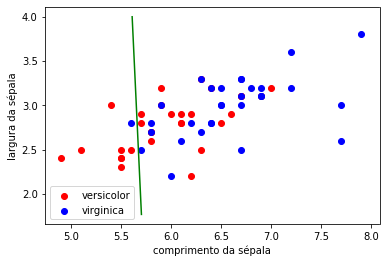 4.0
3.5
3.0
2.5
2.0
largura da sépala
versicolor
virginica
5.0 5.5 6.0 6.5 7.0 7.5 8.0
comprimento da sépala